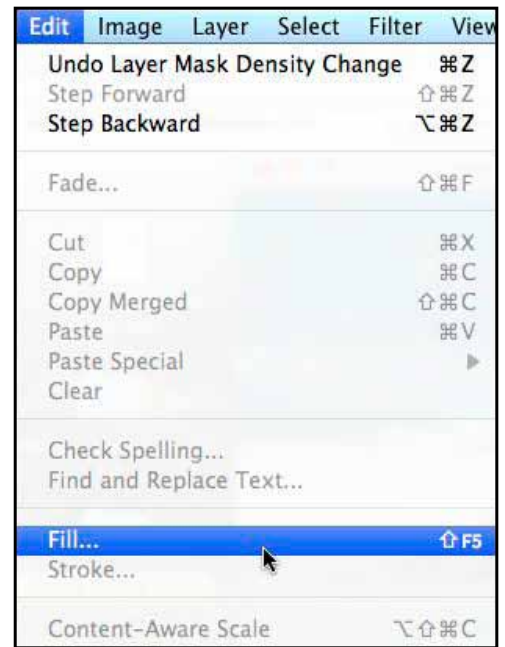 Edit Image Layer Select Filter View
Undo Layer Mask Density Change ⌘Z
Step Forward ⇧⌘Z
Step Backward ⌥⌘Z
Fade... ⇧⌘F
Cut ⌘X
Copy ⌘C
Copy Merged ⇧⌘C
Paste ⌘V
Paste Special ▶
Clear
Check Spelling...
Find and Replace Text...
Fill... ⇧F5
Stroke...
Content-Aware Scale ⌥⇧⌘C